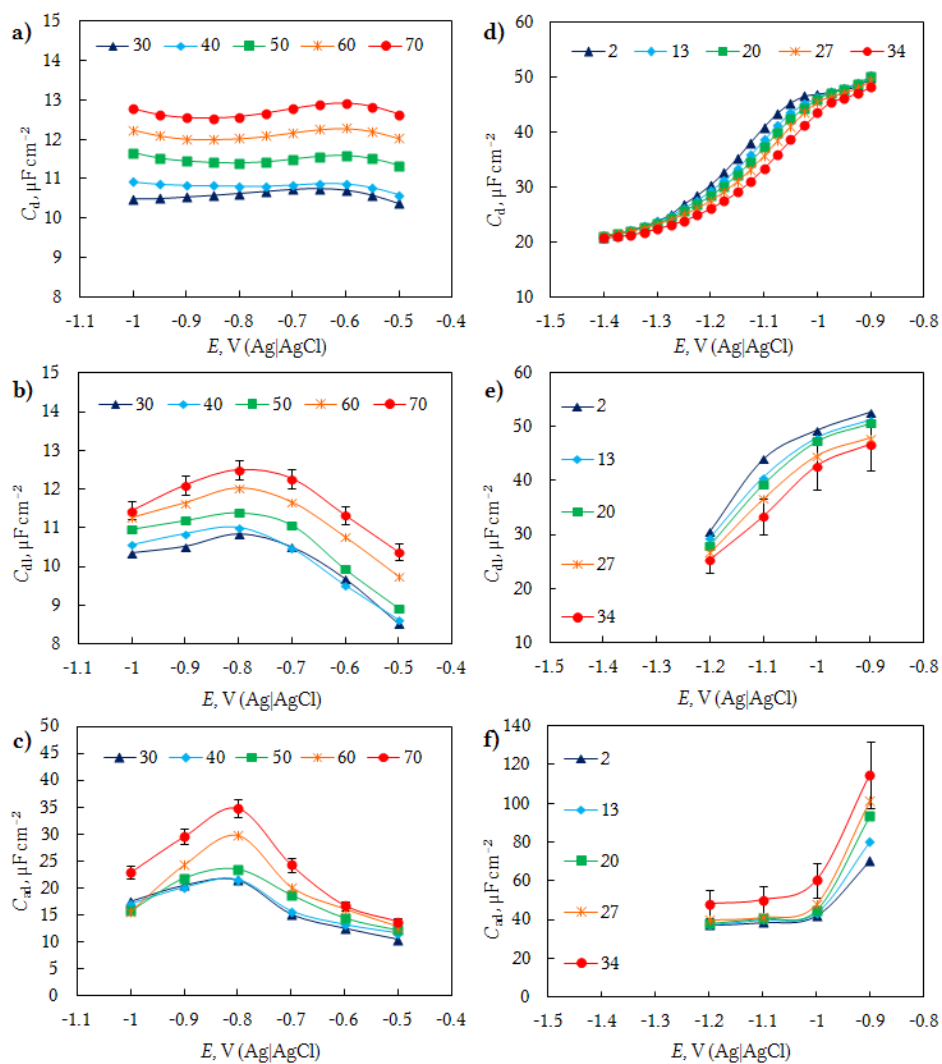 a)
15
14
13
12
11
10
9
8
C_d, µF cm⁻²
30 40 50 60 70
-1.1 -1 -0.9 -0.8 -0.7 -0.6 -0.5 -0.4
E, V (Ag|AgCl)
d)
60
50
40
30
20
10
C_d, µF cm⁻²
2 13 20 27 34
-1.5 -1.4 -1.3 -1.2 -1.1 -1 -0.9 -0.8
E, V (Ag|AgCl)
b)
15
14
13
12
11
10
9
8
C_dl, µF cm⁻²
30 40 50 60 70
-1.1 -1 -0.9 -0.8 -0.7 -0.6 -0.5 -0.4
E, V (Ag|AgCl)
e)
60
50
40
30
20
10
C_dl, µF cm⁻²
2
13
20
27
34
-1.5 -1.4 -1.3 -1.2 -1.1 -1 -0.9 -0.8
E, V (Ag|AgCl)
c)
50
45
40
35
30
25
20
15
10
5
0
C_ad, µF cm⁻²
30 40 50 60 70
-1.1 -1 -0.9 -0.8 -0.7 -0.6 -0.5 -0.4
E, V (Ag|AgCl)
f)
140
120
100
80
60
40
20
0
C_ad, µF cm⁻²
2
13
20
27
34
-1.5 -1.4 -1.3 -1.2 -1.1 -1 -0.9 -0.8
E, V (Ag|AgCl)